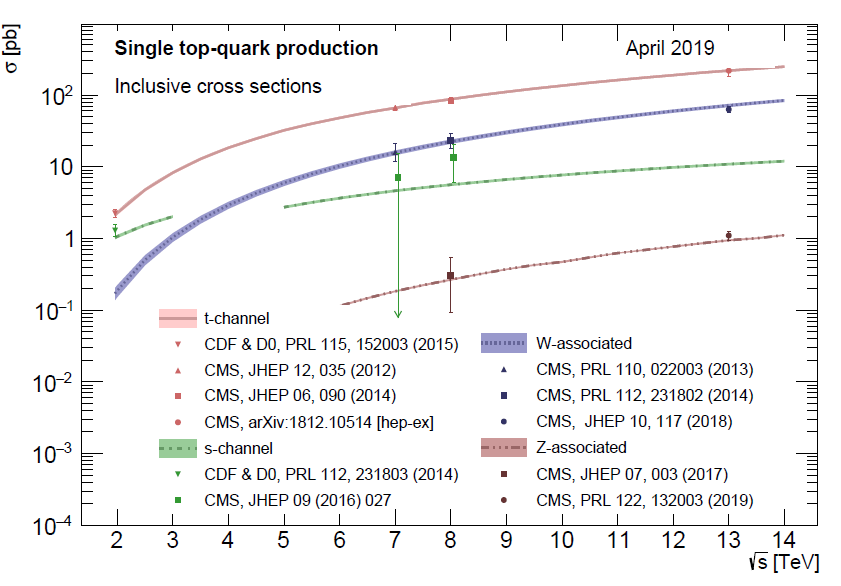 σ [pb]
Single top-quark production
April 2019
Inclusive cross sections
10²
10
1
10⁻¹
10⁻²
10⁻³
10⁻⁴
t-channel
CDF & D0, PRL 115, 152003 (2015)
CMS, JHEP 12, 035 (2012)
CMS, JHEP 06, 090 (2014)
CMS, arXiv:1812.10514 [hep-ex]
s-channel
CDF & D0, PRL 112, 231803 (2014)
CMS, JHEP 09 (2016) 027
W-associated
CMS, PRL 110, 022003 (2013)
CMS, PRL 112, 231802 (2014)
CMS, JHEP 10, 117 (2018)
Z-associated
CMS, JHEP 07, 003 (2017)
CMS, PRL 122, 132003 (2019)
2 3 4 5 6 7 8 9 10 11 12 13 14
√s [TeV]